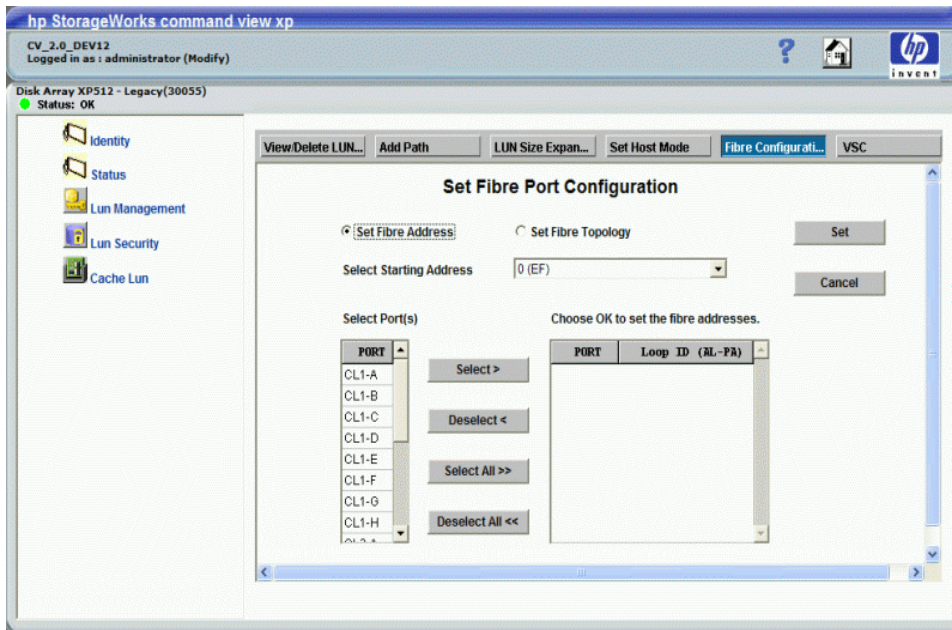 hp StorageWorks command view xp
CV_2.0_DEV12
Logged in as : administrator (Modify)
?
hp
invent
Disk Array XP512 - Legacy(30055)
Status: OK
Identity
Status
Lun Management
Lun Security
Cache Lun
View/Delete LUN... Add Path LUN Size Expan... Set Host Mode Fibre Configurati... VSC
Set Fibre Port Configuration
Set Fibre Address Set Fibre Topology Set
Select Starting Address 0 (EF)
Cancel
Select Port(s) Choose OK to set the fibre addresses.
PORT PORT Loop ID (AL-PA)
CL1-A Select >
CL1-B
CL1-C Deselect <
CL1-D
CL1-E
CL1-F Select All >>
CL1-G
CL1-H Deselect All <<